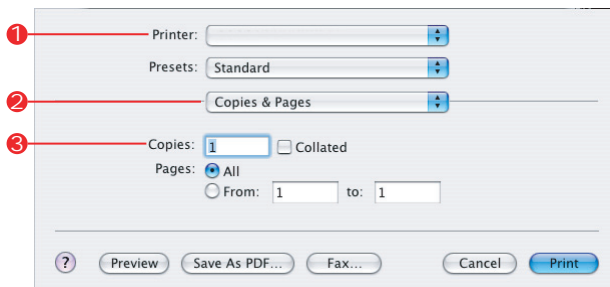 1 Printer:
Presets: Standard
2 Copies & Pages
3 Copies: 1 Collated
Pages: All
From: 1 to: 1
? Preview Save As PDF... Fax... Cancel Print